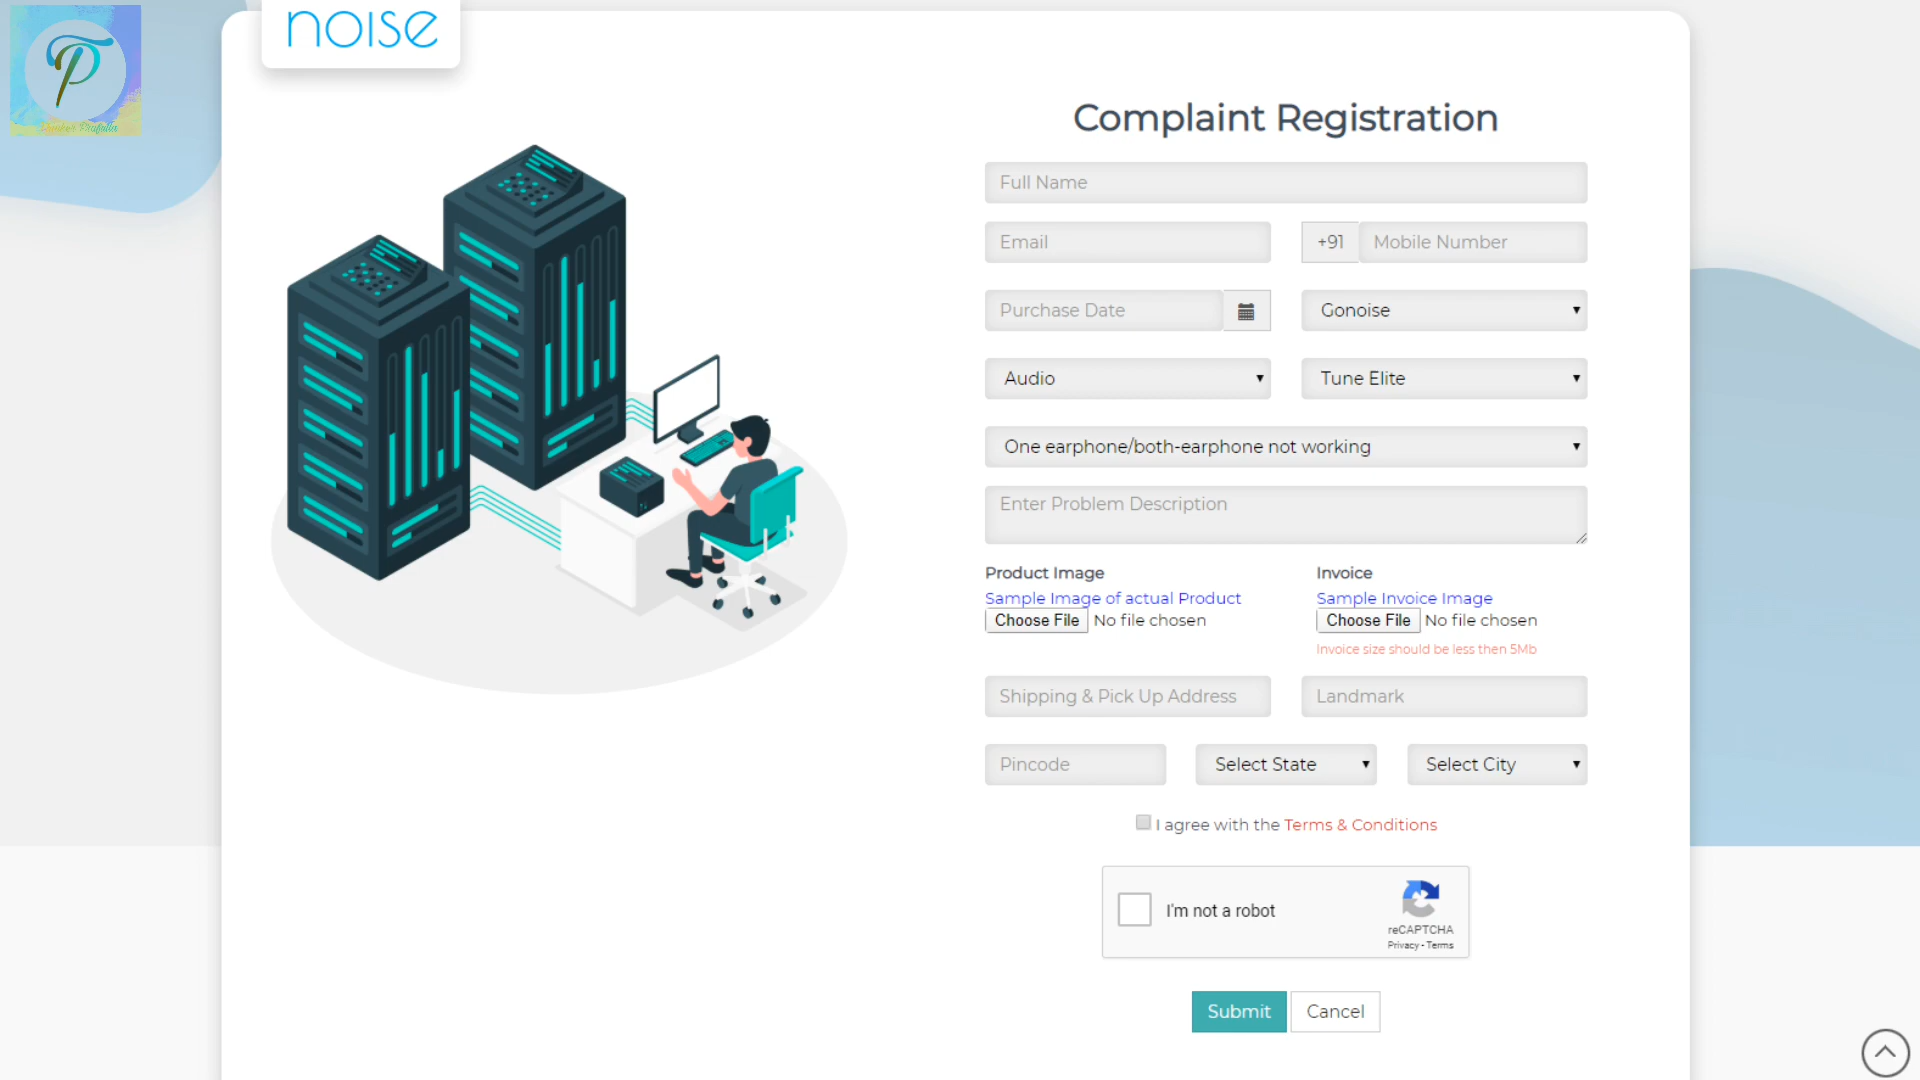 noise
Complaint Registration
Full Name
Email
+91
Mobile Number
Purchase Date
Gonoise
Audio
Tune Elite
One earphone/both-earphone not working
Enter Problem Description
Product Image
Invoice
Sample Image of actual Product
Sample Invoice Image
Choose File No file chosen
Choose File No file chosen
Invoice size should be less then 5Mb
Shipping & Pick Up Address
Landmark
Pincode
Select State
Select City
I agree with the Terms & Conditions
I'm not a robot
reCAPTCHA
Privacy - Terms
Submit
Cancel